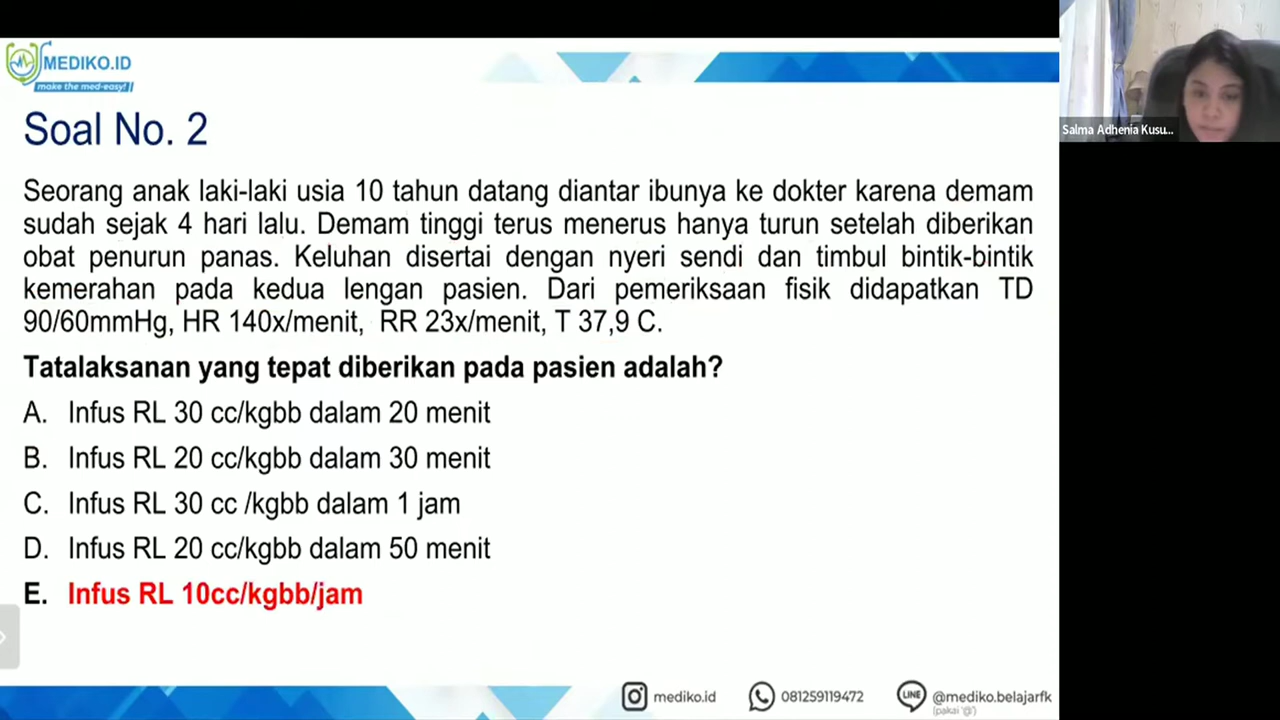 MEDIKO.ID
make the med-easy!
Soal No. 2
Seorang anak laki-laki usia 10 tahun datang diantar ibunya ke dokter karena demam
sudah sejak 4 hari lalu. Demam tinggi terus menerus hanya turun setelah diberikan
obat penurun panas. Keluhan disertai dengan nyeri sendi dan timbul bintik-bintik
kemerahan pada kedua lengan pasien. Dari pemeriksaan fisik didapatkan TD
90/60mmHg, HR 140x/menit, RR 23x/menit, T 37,9 C.
Tatalaksanan yang tepat diberikan pada pasien adalah?
A. Infus RL 30 cc/kgbb dalam 20 menit
B. Infus RL 20 cc/kgbb dalam 30 menit
C. Infus RL 30 cc /kgbb dalam 1 jam
D. Infus RL 20 cc/kgbb dalam 50 menit
E. Infus RL 10cc/kgbb/jam
mediko.id
081259119472
LINE
@mediko.belajarfk
(pakai '@')
Salma Adhenia Kusu...